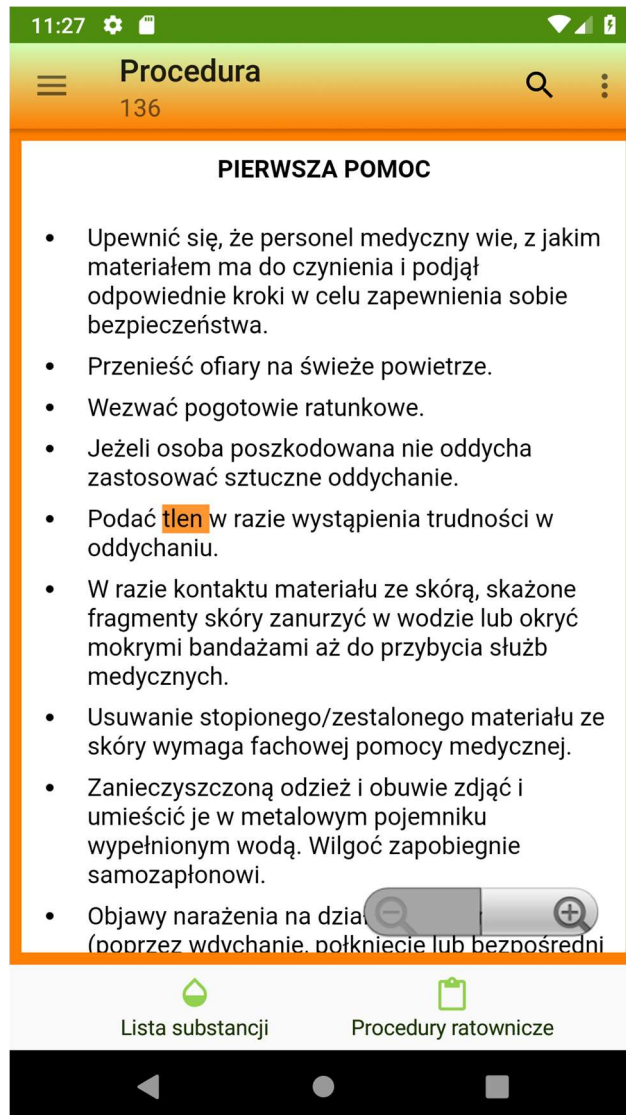 11:27
Procedura
136
PIERWSZA POMOC
• Upewnić się, że personel medyczny wie, z jakim
materiałem ma do czynienia i podjął
odpowiednie kroki w celu zapewnienia sobie
bezpieczeństwa.
• Przenieść ofiary na świeże powietrze.
• Wezwać pogotowie ratunkowe.
• Jeżeli osoba poszkodowana nie oddycha
zastosować sztuczne oddychanie.
• Podać tlen w razie wystąpienia trudności w
oddychaniu.
• W razie kontaktu materiału ze skórą, skażone
fragmenty skóry zanurzyć w wodzie lub okryć
mokrymi bandażami aż do przybycia służb
medycznych.
• Usuwanie stopionego/zestalonego materiału ze
skóry wymaga fachowej pomocy medycznej.
• Zanieczyszczoną odzież i obuwie zdjąć i
umieścić je w metalowym pojemniku
wypełnionym wodą. Wilgoć zapobiegnie
samozapłonowi.
• Objawy narażenia na
(poprzez wdychanie, połknięcie lub bezpośredni
Lista substancji
Procedury ratownicze